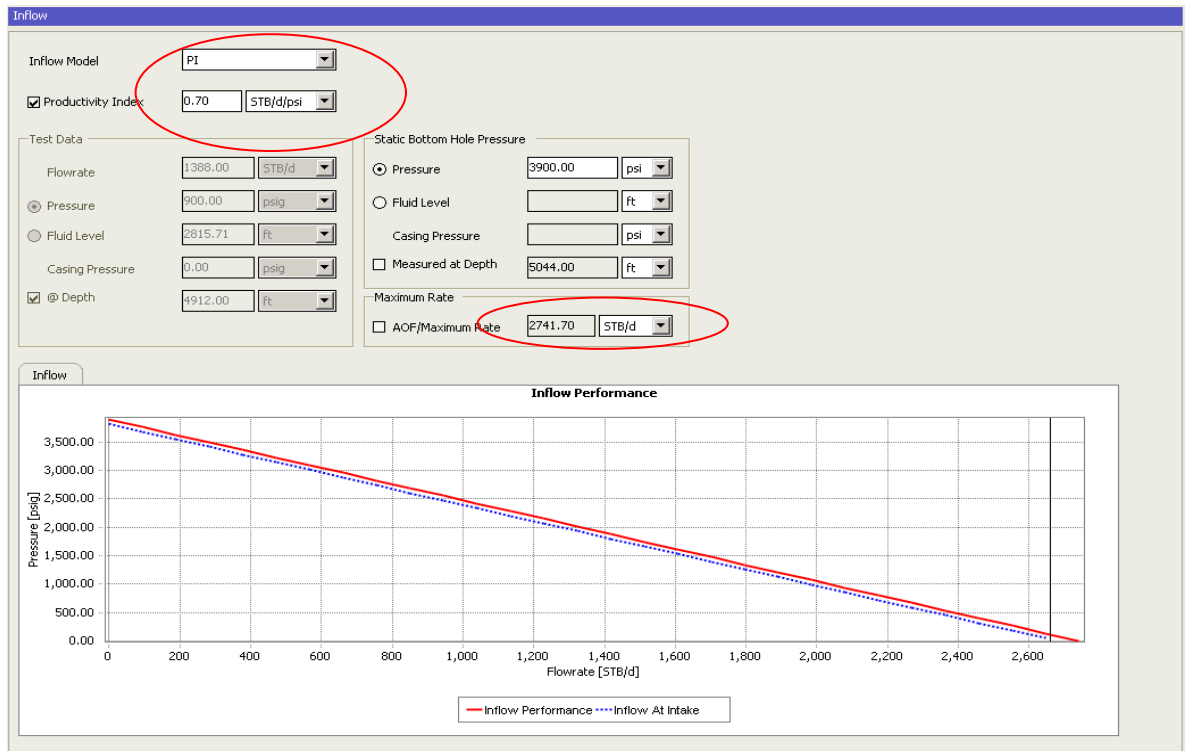 Inflow
Inflow Model PI
Productivity Index 0.70 STB/d/psi
Test Data
Flowrate 1388.00 STB/d
Pressure 900.00 psig
Fluid Level 2815.71 ft
Casing Pressure 0.00 psig
@ Depth 4912.00 ft
Static Bottom Hole Pressure
Pressure 3900.00 psi
Fluid Level ft
Casing Pressure psi
Measured at Depth 5044.00 ft
Maximum Rate
AOF/Maximum Rate 2741.70 STB/d
Inflow
Inflow Performance
Pressure [psig]
3,500.00
3,000.00
2,500.00
2,000.00
1,500.00
1,000.00
500.00
0.00
0 200 400 600 800 1,000 1,200 1,400 1,600 1,800 2,000 2,200 2,400 2,600
Flowrate [STB/d]
Inflow Performance Inflow At Intake